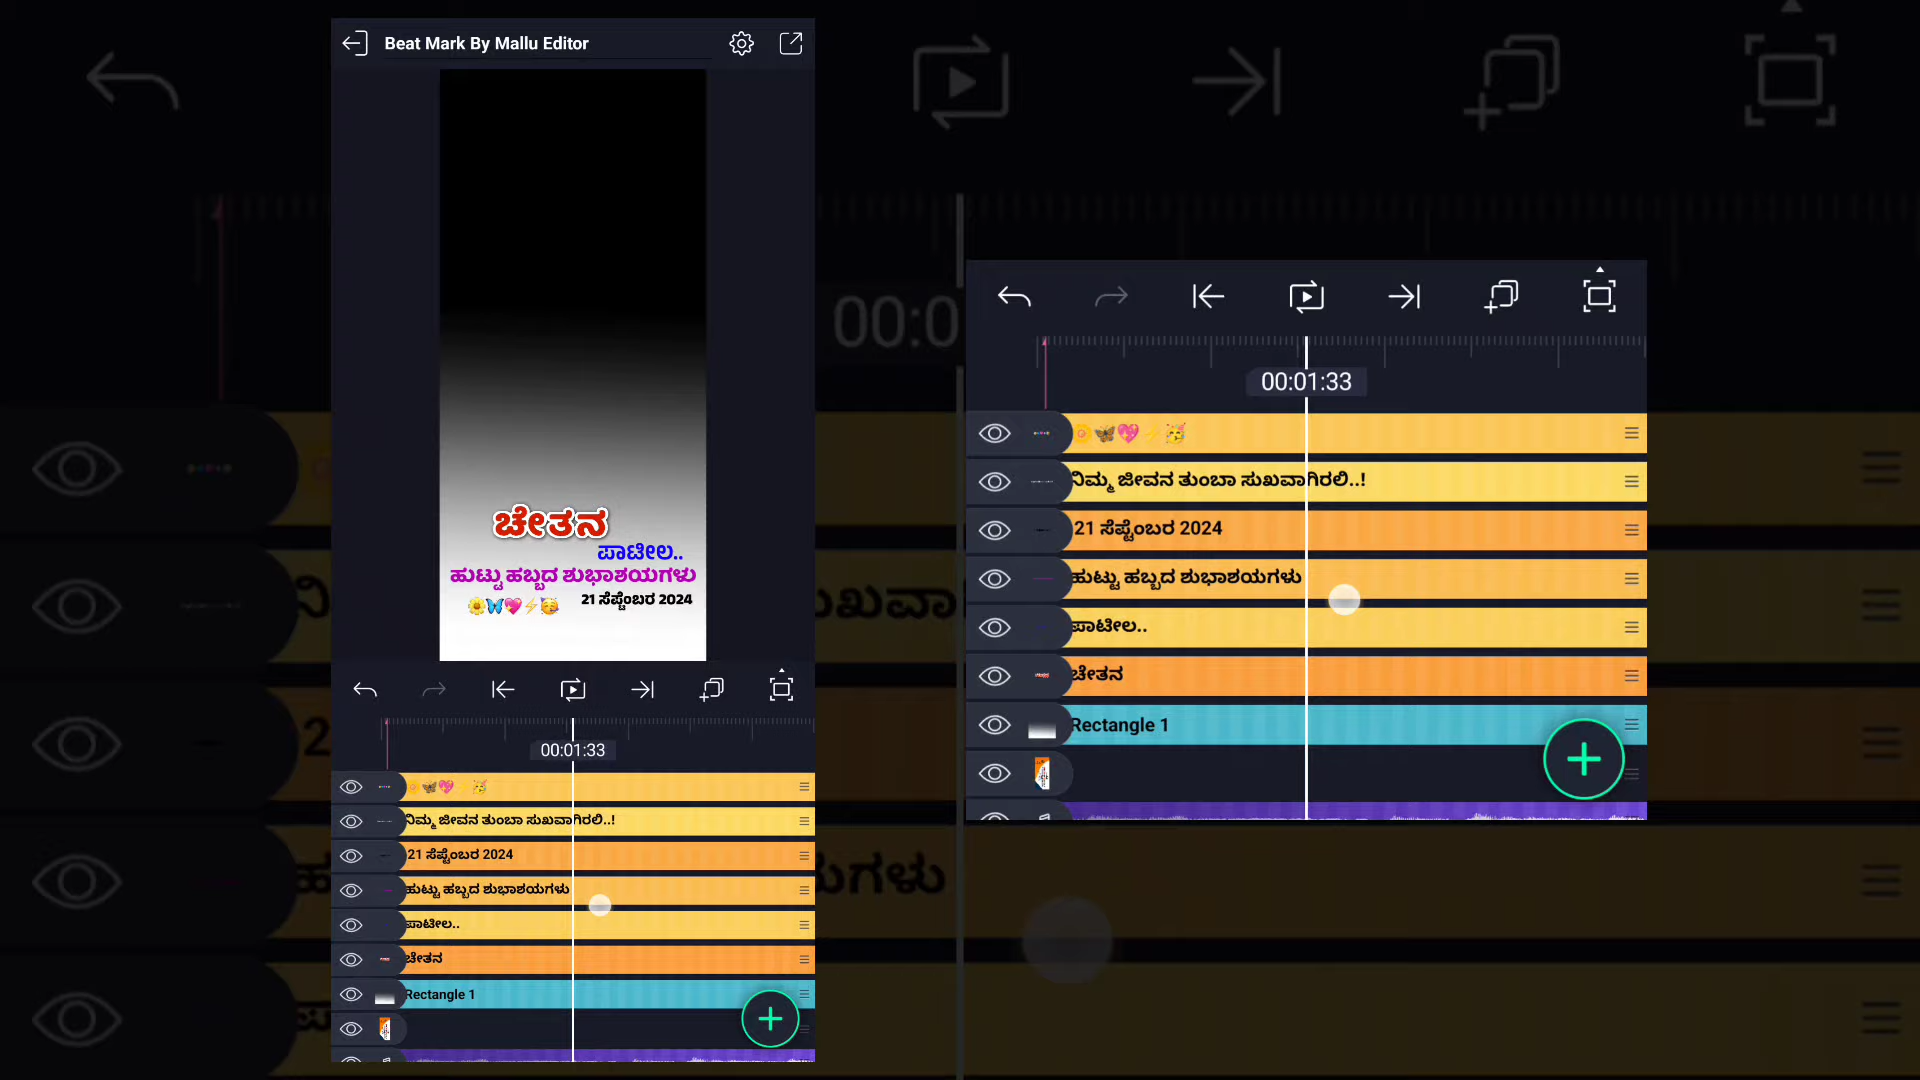 Beat Mark By Mallu Editor
ಚೇತನ
ಪಾಟೀಲ..
ಹುಟ್ಟು ಹಬ್ಬದ ಶುಭಾಶಯಗಳು
🌼🦋💖⚡🥳 21 ಸೆಪ್ಟೆಂಬರ 2024
00:01:33
🌼🦋💖⚡🥳
ನಿಮ್ಮ ಜೀವನ ತುಂಬಾ ಸುಖವಾಗಿರಲಿ..!
21 ಸೆಪ್ಟೆಂಬರ 2024
ಹುಟ್ಟು ಹಬ್ಬದ ಶುಭಾಶಯಗಳು
ಪಾಟೀಲ..
ಚೇತನ
Rectangle 1
00:01:33
🌼🦋💖⚡🥳
ನಿಮ್ಮ ಜೀವನ ತುಂಬಾ ಸುಖವಾಗಿರಲಿ..!
21 ಸೆಪ್ಟೆಂಬರ 2024
ಹುಟ್ಟು ಹಬ್ಬದ ಶುಭಾಶಯಗಳು
ಪಾಟೀಲ..
ಚೇತನ
Rectangle 1